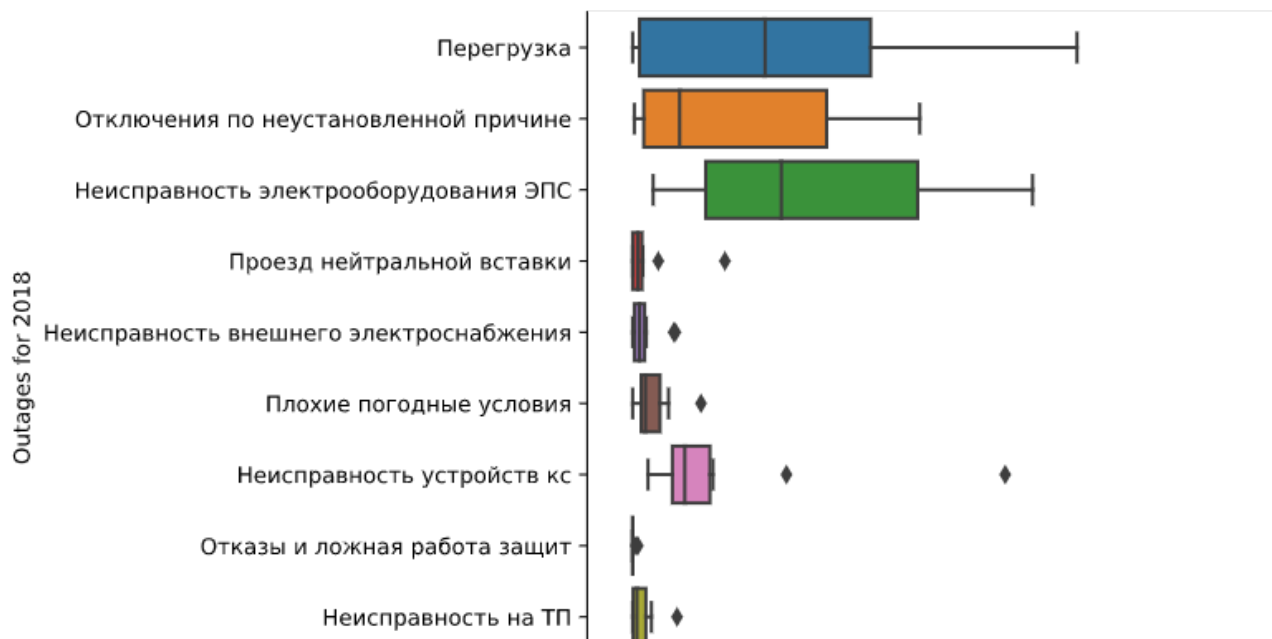 Перегрузка
Отключения по неустановленной причине
Неисправность электрооборудования ЭПС
Проезд нейтральной вставки
Неисправность внешнего электроснабжения
Плохие погодные условия
Неисправность устройств кс
Отказы и ложная работа защит
Неисправность на ТП
Outages for 2018